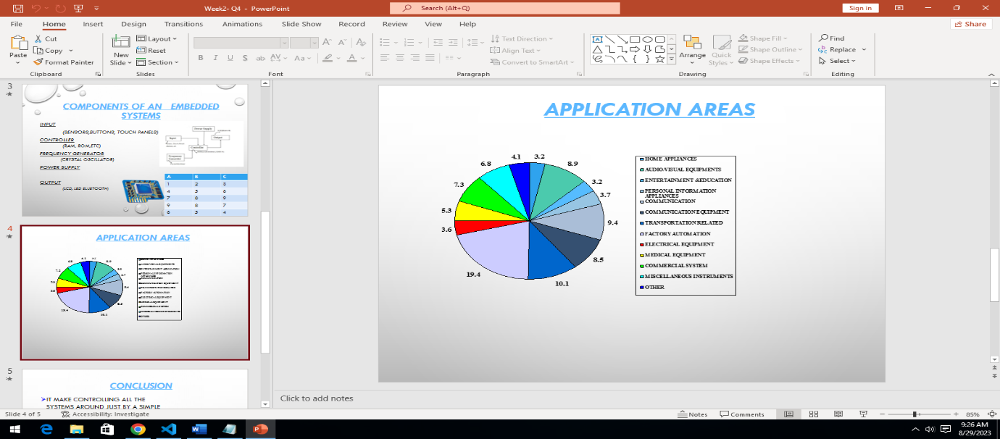 Week2- Q4 - PowerPoint
Search (Alt+Q)
Sign in
File Home Insert Design Transitions Animations Slide Show Record Review View Help
Share
Paste
Cut
Copy
Format Painter
Clipboard
New Slide
Layout
Reset
Section
Slides
B I U S ab AV Aa A
Font
Text Direction
Align Text
Convert to SmartArt
Paragraph
Arrange
Quick Styles
Shape Fill
Shape Outline
Shape Effects
Drawing
Find
Replace
Select
Editing
3
COMPONENTS OF AN EMBEDDED
SYSTEMS
INPUT
(SENSORS,BUTTONS, TOUCH PANELS)
CONTROLLER
(RAM, ROM,ETC)
FREQUENCY GENERATOR
(CRYSTAL OSCILLATOR)
POWER SUPPLY
OUTPUT
(LCD, LED BLUETOOTH)
Power Supply
Input
Output
Controller
A B C
1 2 3
4 5 6
7 8 9
9 8 7
6 5 4
4
APPLICATION AREAS
5
CONCLUSION
IT MAKE CONTROLLING ALL THE
SYSTEMS AROUND JUST BY A SIMPLE
APPLICATION AREAS
4.1
3.2
8.9
3.2
3.7
9.4
8.5
10.1
19.4
3.6
5.3
7.3
6.8
HOME APPLIANCES
AUDIO/VISUAL EQUIPMENTS
ENTERTAINMENT &EDUCATION
PERSONAL INFORMATION
APPLIANCES
COMMUNICATION
COMMUNICATION EQUIPMENT
TRANSPORTATION RELATED
FACTORY AUTOMATION
ELECTRICAL EQUIPMENT
MEDICAL EQUIPMENT
COMMERCIAL SYSTEM
MISCELLANEOUS INSTRUMENTS
OTHER
Click to add notes
Slide 4 of 5
Accessibility: Investigate
Notes
Comments
85%
9:26 AM
8/29/2023